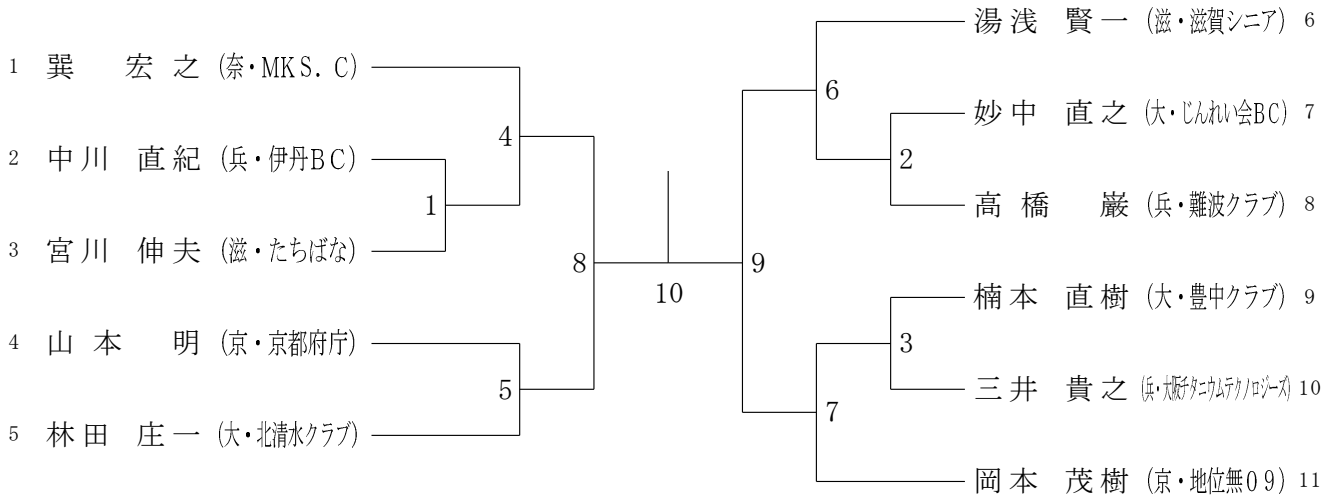 1 巽 宏之 (奈・MKS.C)
2 中川 直紀 (兵・伊丹BC)
3 宮川 伸夫 (滋・たちばな)
4 山本 明 (京・京都府庁)
5 林田 庄一 (大・北清水クラブ)
4
1
8
5
10
9
6
2
3
7
湯浅 賢一 (滋・滋賀シニア) 6
妙中 直之 (大・じんれい会BC) 7
高橋 巌 (兵・難波クラブ) 8
楠本 直樹 (大・豊中クラブ) 9
三井 貴之 (兵・大阪チタニウムテクノロジーズ) 10
岡本 茂樹 (京・地位無09) 11